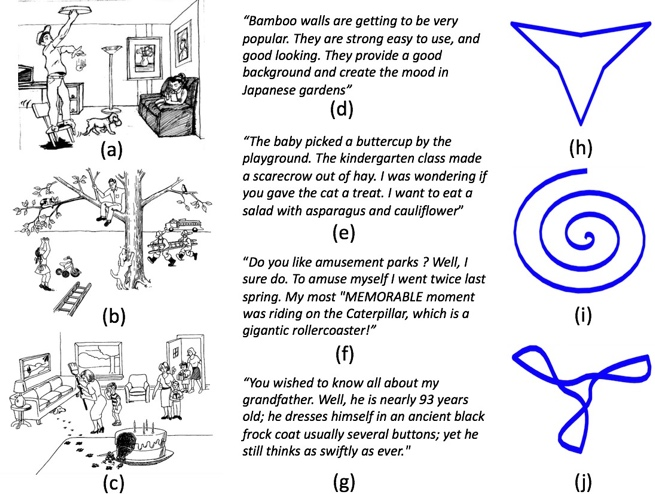 “Bamboo walls are getting to be very
popular. They are strong easy to use, and
good looking. They provide a good
background and create the mood in
Japanese gardens”
(d)
“The baby picked a buttercup by the
playground. The kindergarten class made
a scarecrow out of hay. I was wondering if
you gave the cat a treat. I want to eat a
salad with asparagus and cauliflower”
(e)
“Do you like amusement parks ? Well, I
sure do. To amuse myself I went twice last
spring. My most "MEMORABLE moment
was riding on the Caterpillar, which is a
gigantic rollercoaster!”
(f)
“You wished to know all about my
grandfather. Well, he is nearly 93 years
old; he dresses himself in an ancient black
frock coat usually several buttons; yet he
still thinks as swiftly as ever."
(g)
(a)
(b)
(c)
(h)
(i)
(j)